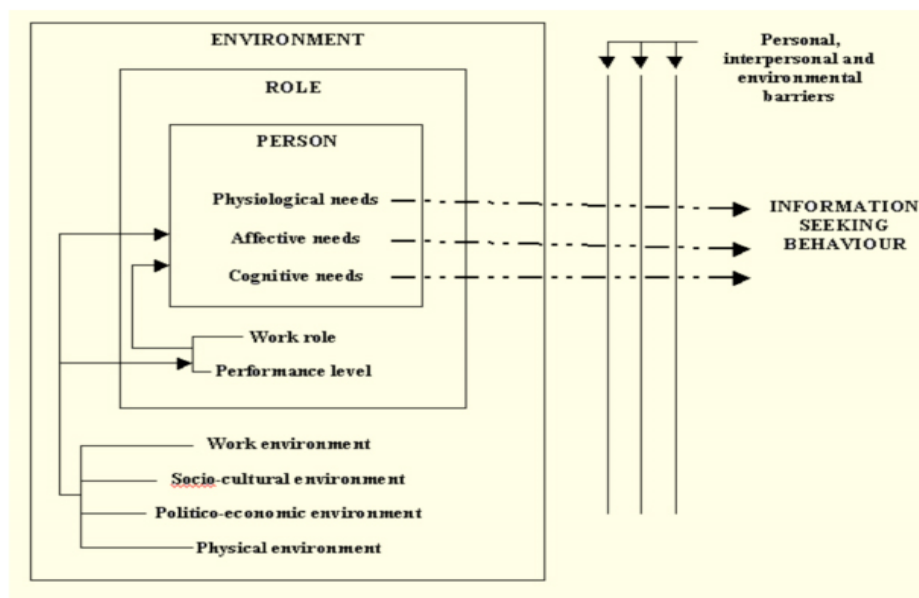 ENVIRONMENT
ROLE
PERSON
Physiological needs
Affective needs
Cognitive needs
Work role
Performance level
Work environment
Socio-cultural environment
Politico-economic environment
Physical environment
Personal,
interpersonal and
environmental
barriers
INFORMATION
SEEKING
BEHAVIOUR